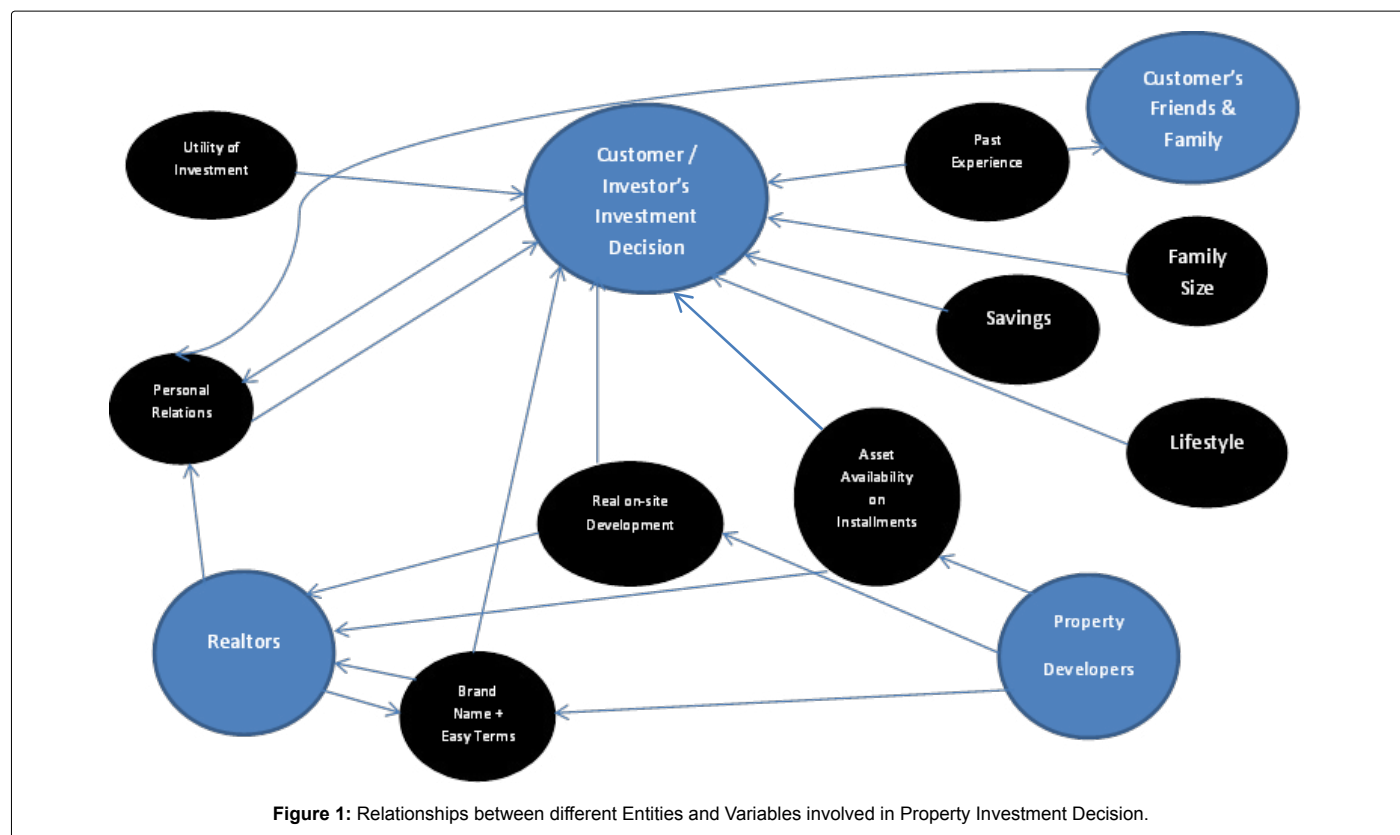 Customer's
Friends &
Family
Utility of
Investment
Customer /
Investor's
Investment
Decision
Past
Experience
Family
Size
Savings
Personal
Relations
Lifestyle
Asset
Availability
on
Installments
Real on-site
Development
Realtors
Property
Developers
Brand
Name +
Easy Terms
Figure 1: Relationships between different Entities and Variables involved in Property Investment Decision.